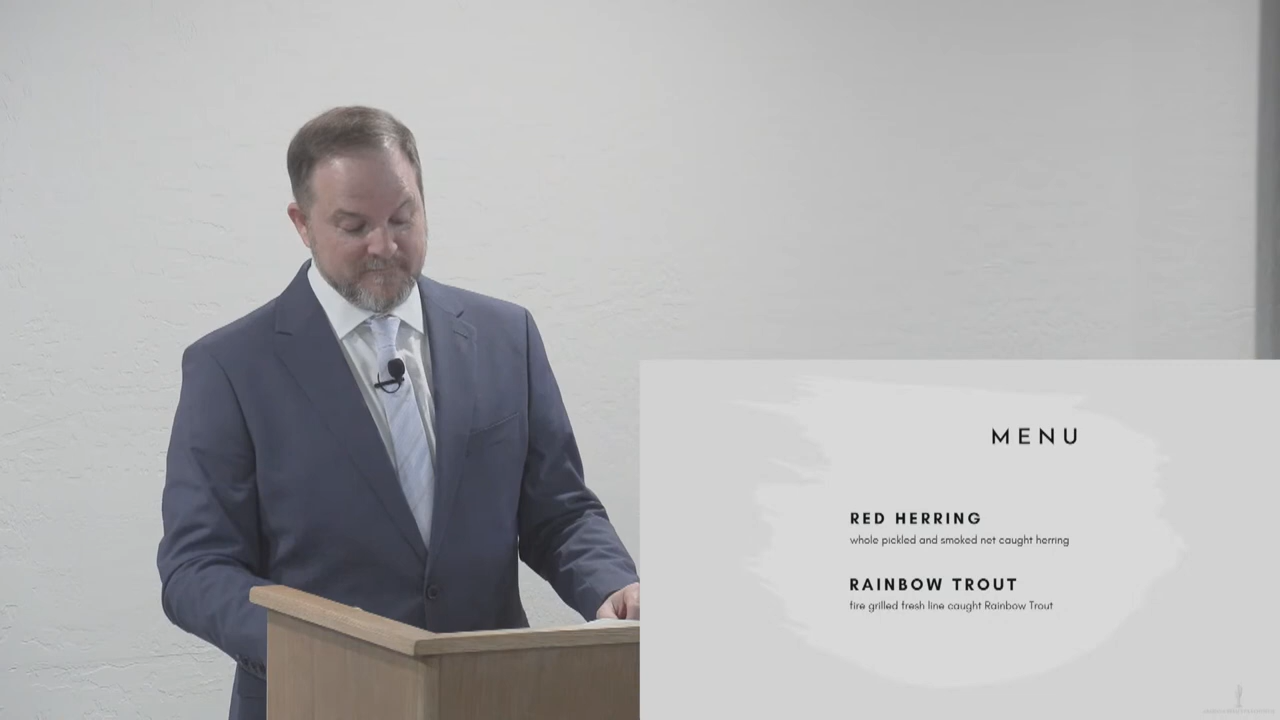 MENU
RED HERRING
whole pickled and smoked net caught herring
RAINBOW TROUT
fire grilled fresh line caught Rainbow Trout